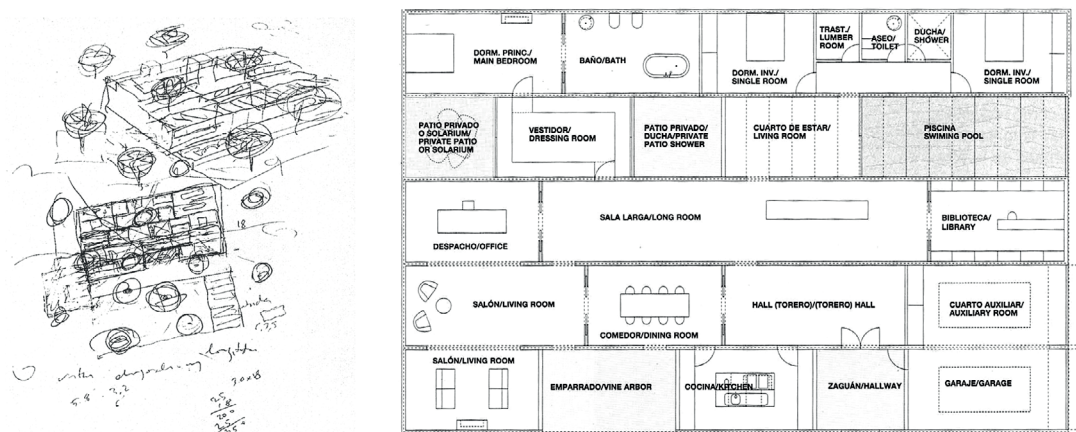 DORM. PRINC./
MAIN BEDROOM
BAÑO/BATH
DORM. INV./
SINGLE ROOM
TRAST./
LUMBER
ROOM
ASEO/
TOILET
DUCHA/
SHOWER
DORM. INV./
SINGLE ROOM
PATIO PRIVADO
O SOLARIUM/
PRIVATE PATIO
OR SOLARIUM
VESTIDOR/
DRESSING ROOM
PATIO PRIVADO/
DUCHA/PRIVATE
PATIO SHOWER
CUARTO DE ESTAR/
LIVING ROOM
PISCINA
SWIMING POOL
DESPACHO/OFFICE
SALA LARGA/LONG ROOM
BIBLIOTECA/
LIBRARY
SALÓN/LIVING ROOM
COMEDOR/DINING ROOM
HALL (TORERO)/(TORERO) HALL
CUARTO AUXILIAR/
AUXILIARY ROOM
SALÓN/LIVING ROOM
EMPARRADO/VINE ARBOR
COCINA/KITCHEN
ZAGUÁN/HALLWAY
GARAJE/GARAGE
18